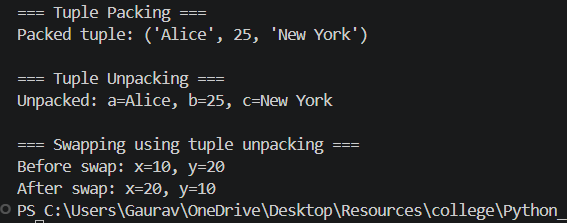 === Tuple Packing ===
Packed tuple: ('Alice', 25, 'New York')
=== Tuple Unpacking ===
Unpacked: a=Alice, b=25, c=New York
=== Swapping using tuple unpacking ===
Before swap: x=10, y=20
After swap: x=20, y=10
PS C:\Users\Gaurav\OneDrive\Desktop\Resources\college\Python_